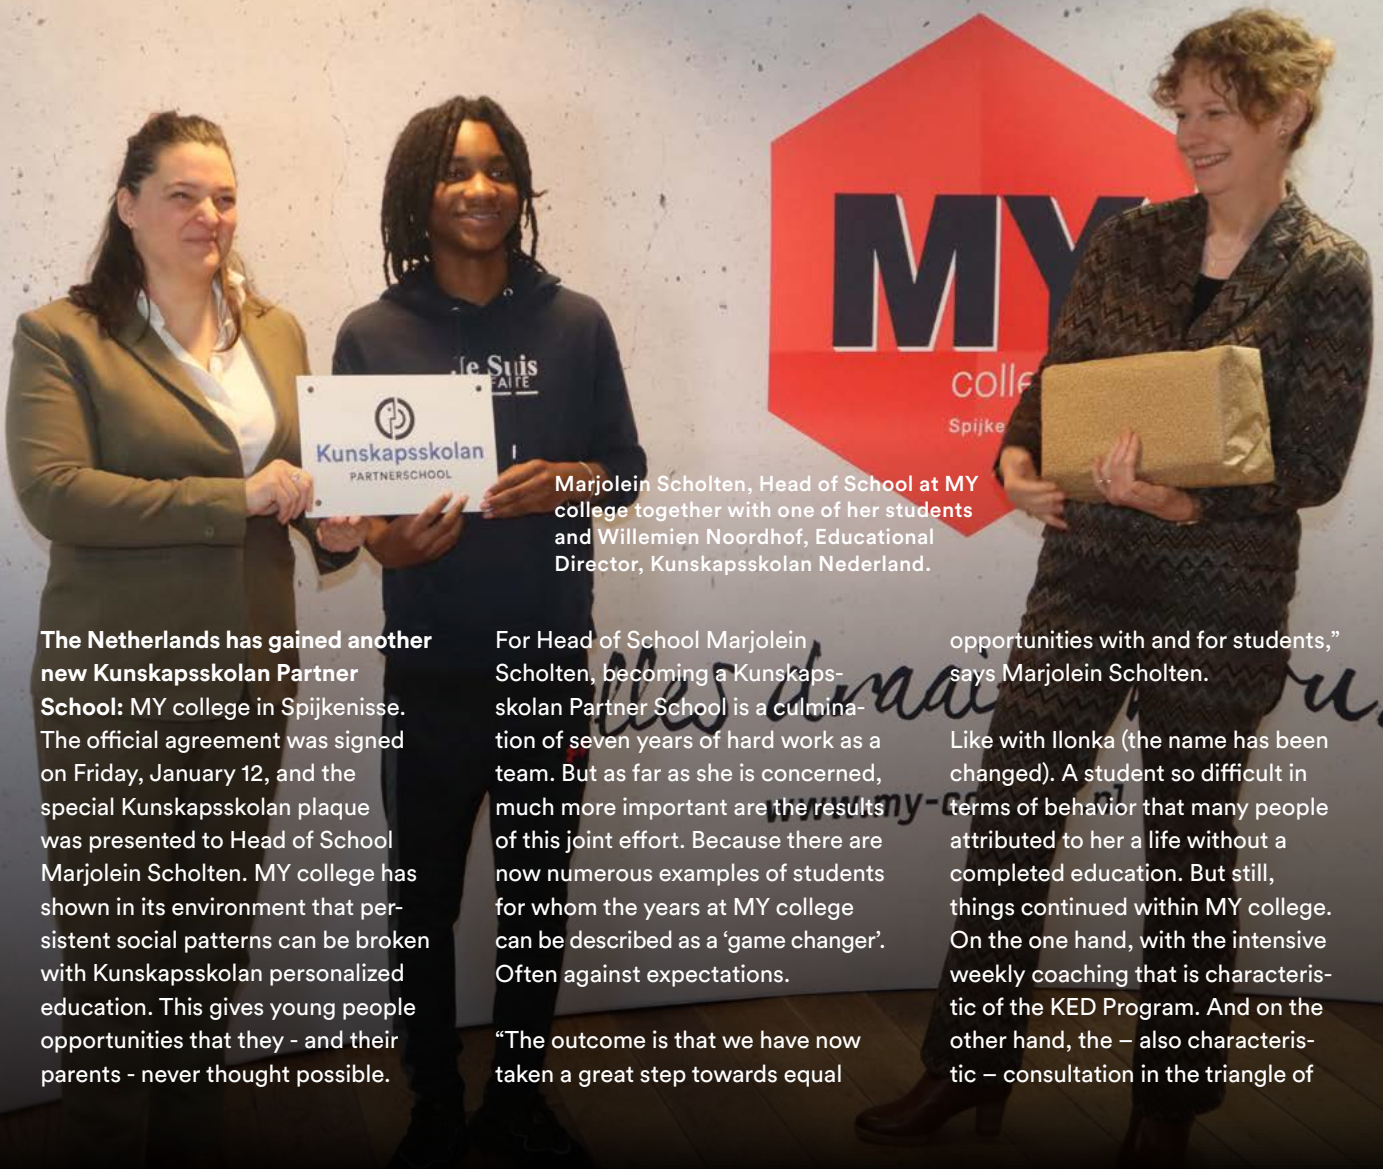 MY
colle
Spijke
Je Suis
FAITE
Kunskapsskolan
PARTNERSCHOOL
Marjolein Scholten, Head of School at MY
college together with one of her students
and Willemien Noordhof, Educational
Director, Kunskapsskolan Nederland.
The Netherlands has gained another
new Kunskapsskolan Partner
School: MY college in Spijkenisse.
The official agreement was signed
on Friday, January 12, and the
special Kunskapsskolan plaque
was presented to Head of School
Marjolein Scholten. MY college has
shown in its environment that per-
sistent social patterns can be broken
with Kunskapsskolan personalized
education. This gives young people
opportunities that they - and their
parents - never thought possible.
For Head of School Marjolein
Scholten, becoming a Kunskaps-
skolan Partner School is a culmina-
tion of seven years of hard work as a
team. But as far as she is concerned,
much more important are the results
of this joint effort. Because there are
now numerous examples of students
for whom the years at MY college
can be described as a ‘game changer’.
Often against expectations.
“The outcome is that we have now
taken a great step towards equal
opportunities with and for students,”
says Marjolein Scholten.
Like with Ilonka (the name has been
changed). A student so difficult in
terms of behavior that many people
attributed to her a life without a
completed education. But still,
things continued within MY college.
On the one hand, with the intensive
weekly coaching that is characteris-
tic of the KED Program. And on the
other hand, the – also characteris-
tic – consultation in the triangle of
alles draai
u.
www.my-co
.nl